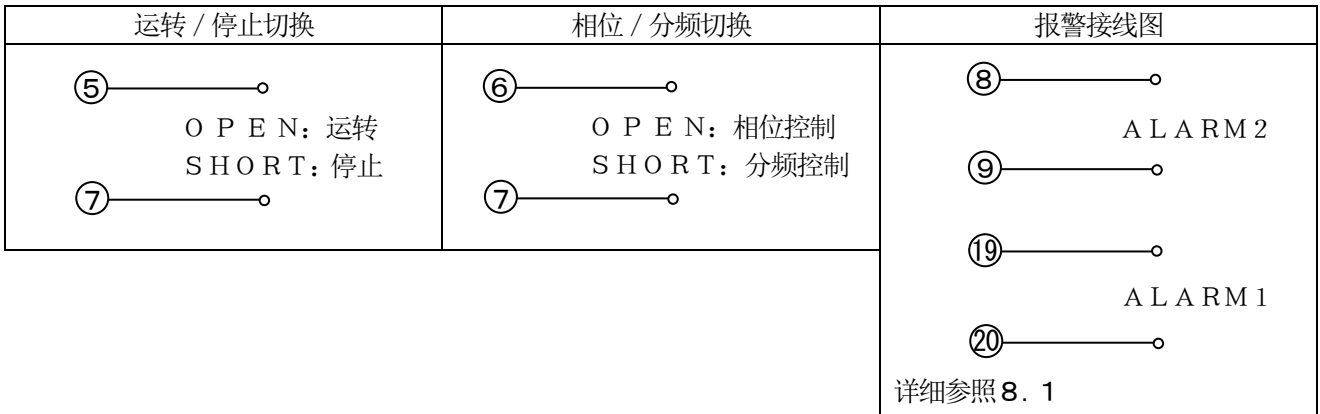 运转/停止切换
⑤
OPEN：运转
SHORT：停止
⑦
相位/分频切换
⑥
OPEN：相位控制
SHORT：分频控制
⑦
报警接线图
⑧
ALARM2
⑨
⑲
ALARM1
⑳
详细参照8.1